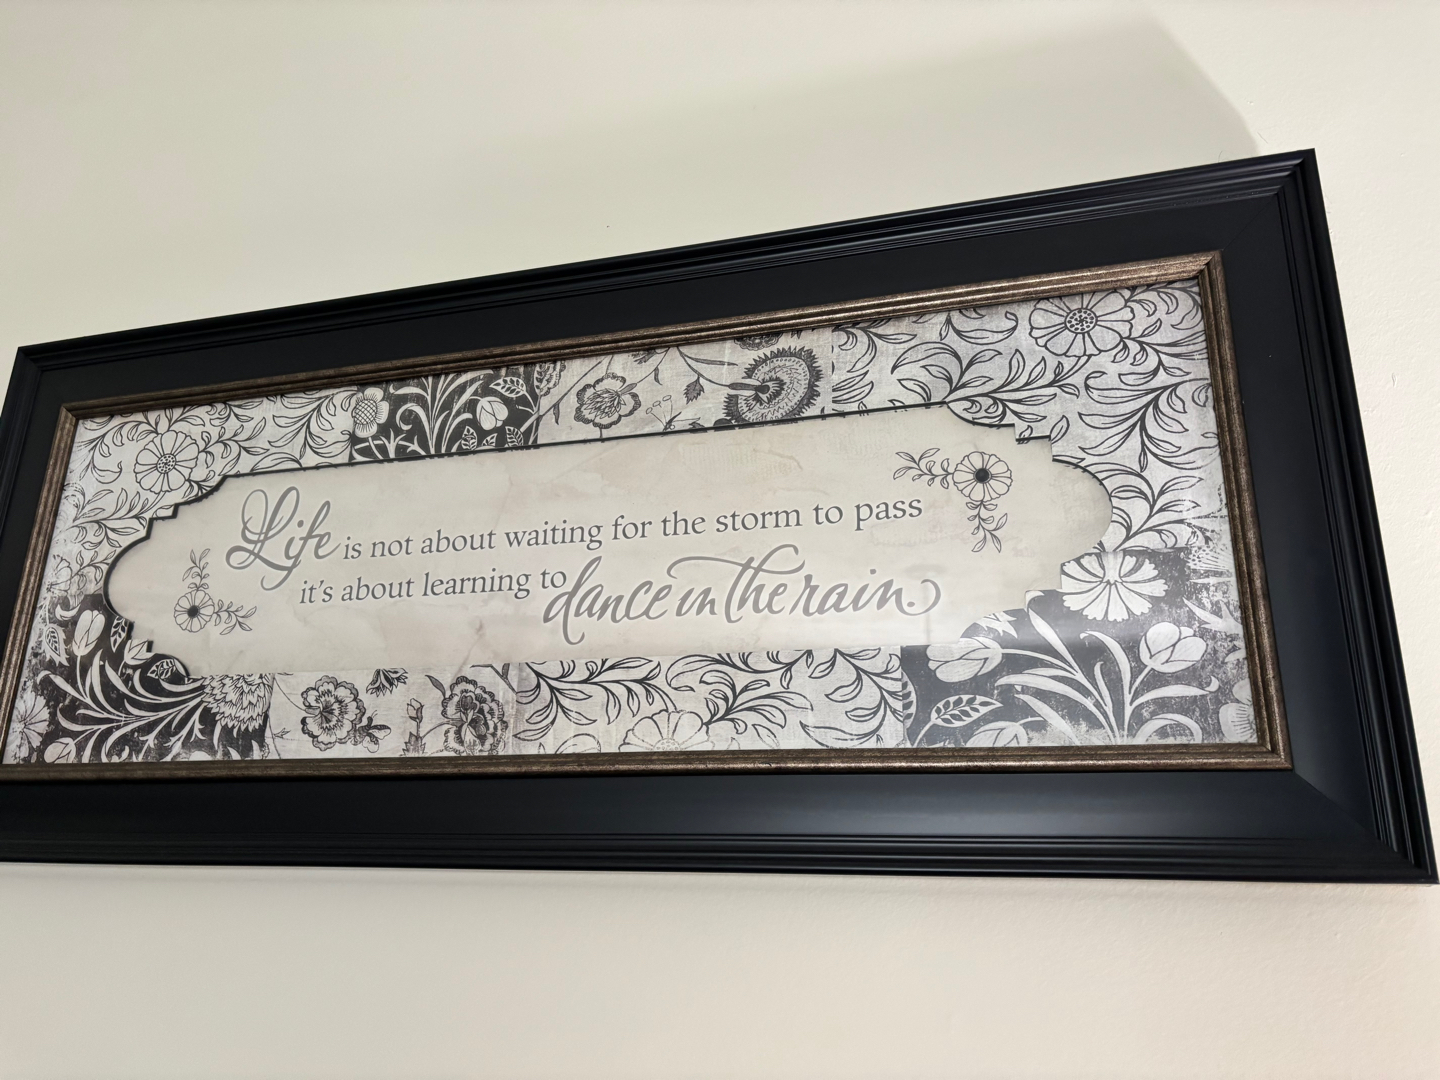 Life is not about waiting for the storm to pass
it's about learning to dance in the rain.